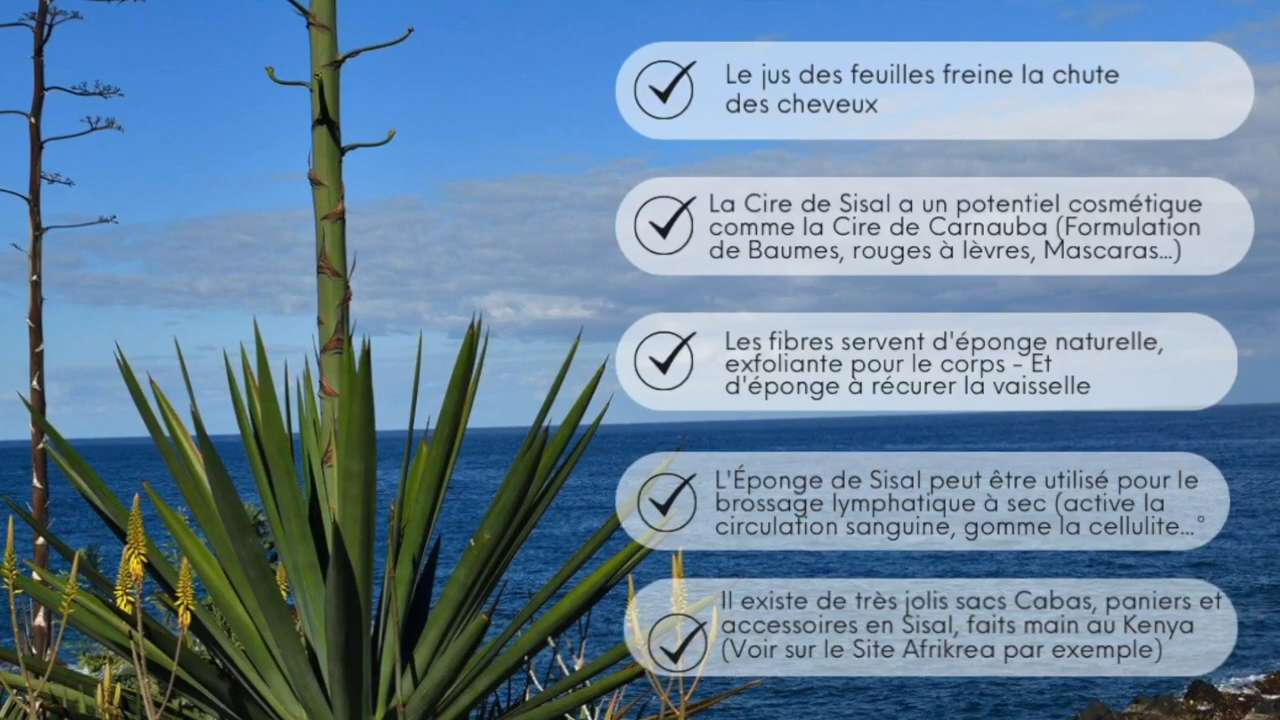 Le jus des feuilles freine la chute
des cheveux
La Cire de Sisal a un potentiel cosmétique
comme la Cire de Carnauba (Formulation
de Baumes, rouges à lèvres, Mascaras...)
Les fibres servent d'éponge naturelle,
exfoliante pour le corps - Et
d'éponge à récurer la vaisselle
L'Éponge de Sisal peut être utilisé pour le
brossage lymphatique à sec (active la
circulation sanguine, gomme la cellulite...°
Il existe de très jolis sacs Cabas, paniers et
accessoires en Sisal, faits main au Kenya
(Voir sur le Site Afrikrea par exemple)